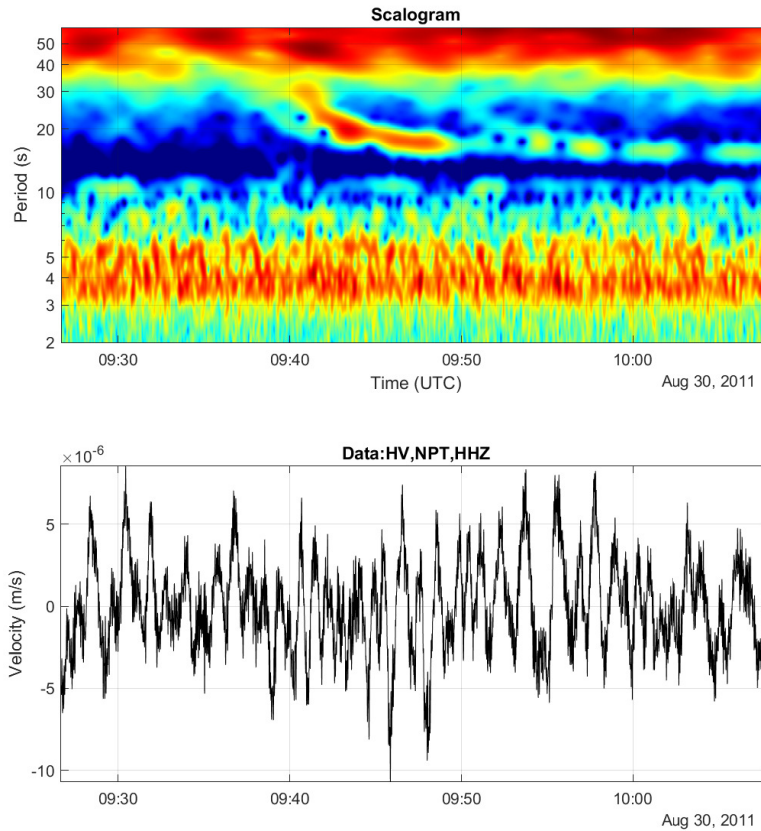 Scalogram
50
40
30
20
10
5
4
3
2
Period (s)
09:30 09:40 09:50 10:00
Time (UTC)
Aug 30, 2011
×10-6
Data:HV,NPT,HHZ
5
0
-5
-10
Velocity (m/s)
09:30 09:40 09:50 10:00
Aug 30, 2011